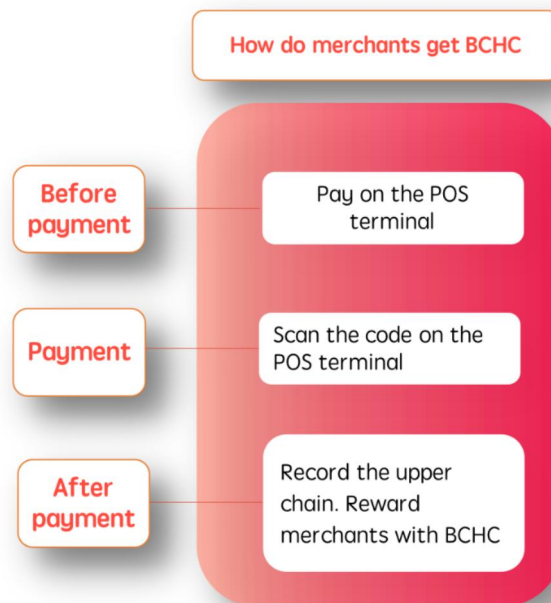 How do merchants get BCHC
Before
payment
Pay on the POS
terminal
Payment
Scan the code on the
POS terminal
After
payment
Record the upper
chain. Reward
merchants with BCHC